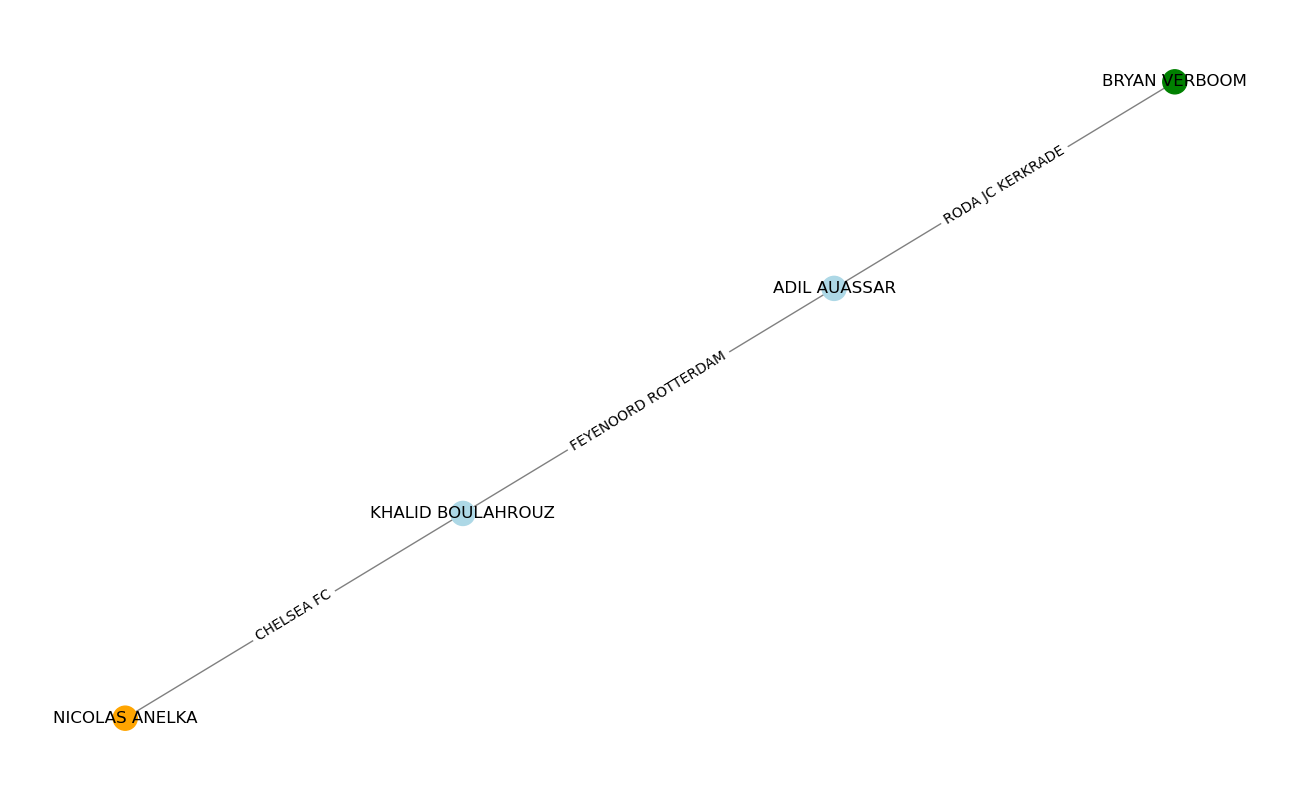 BRYAN VERBOOM
RODA JC KERKRADE
ADIL AUASSAR
FEYENOORD ROTTERDAM
KHALID BOULAHROUZ
CHELSEA FC
NICOLAS ANELKA